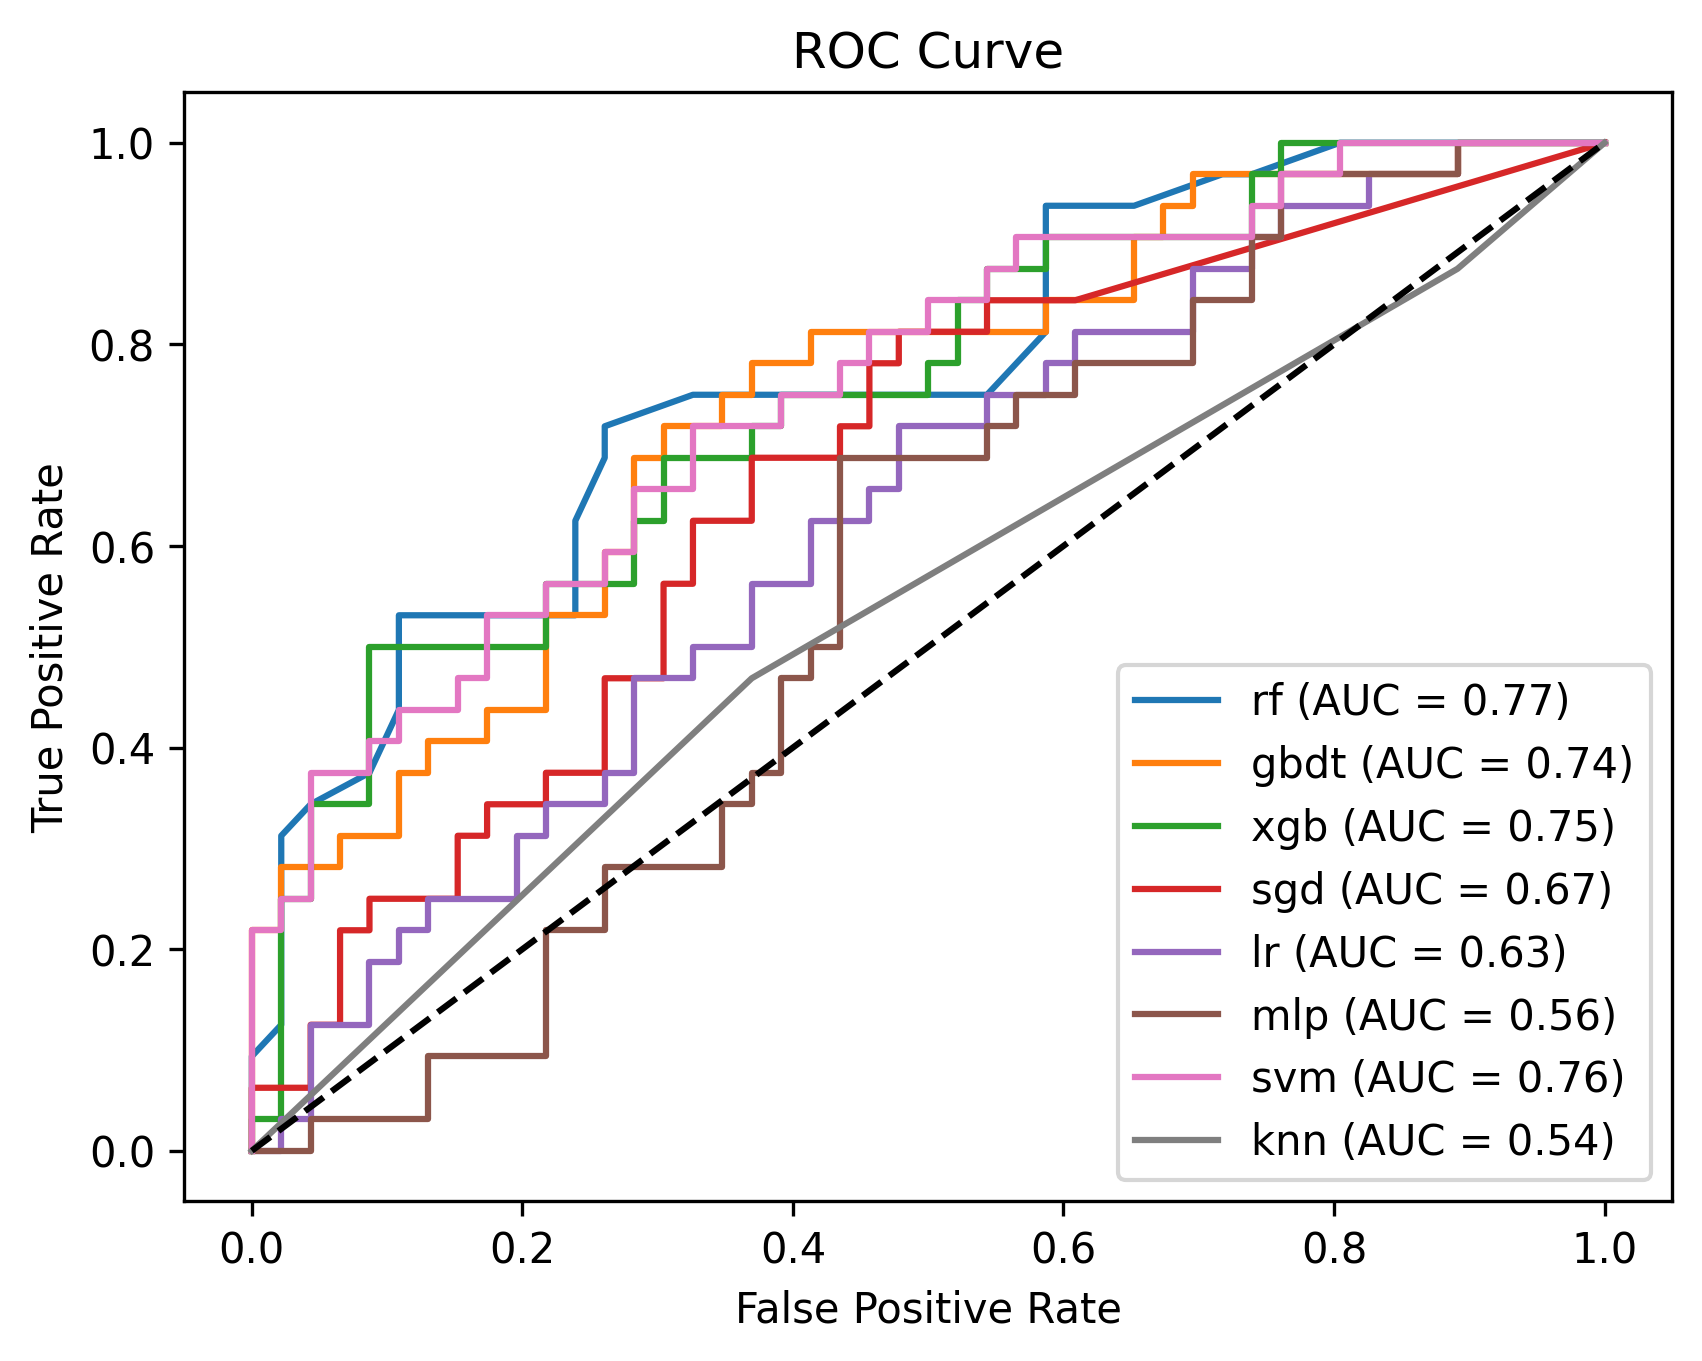 ROC Curve
True Positive Rate
1.0
0.8
0.6
0.4
0.2
0.0
rf (AUC = 0.77)
gbdt (AUC = 0.74)
xgb (AUC = 0.75)
sgd (AUC = 0.67)
lr (AUC = 0.63)
mlp (AUC = 0.56)
svm (AUC = 0.76)
knn (AUC = 0.54)
0.0 0.2 0.4 0.6 0.8 1.0
False Positive Rate